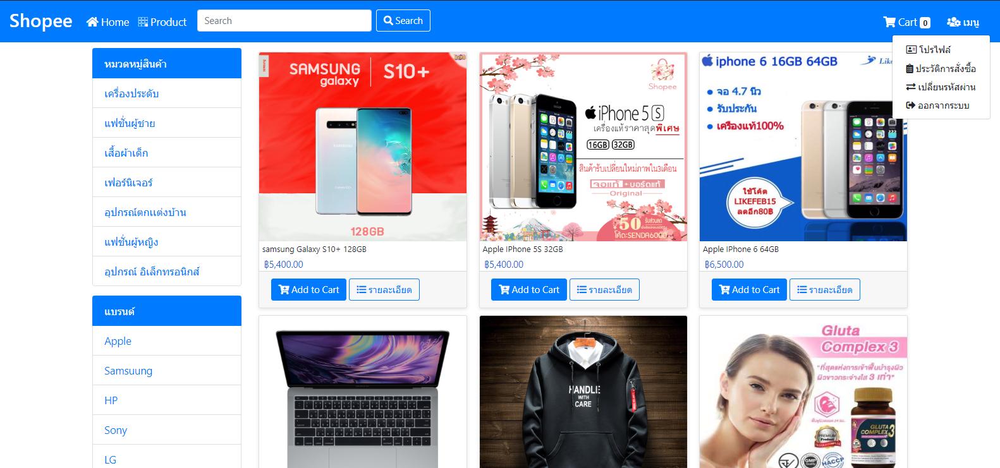 Shopee
Home
Product
Search
Search
Cart 0
เมนู
โปรไฟล์
ประวัติการสั่งซื้อ
เปลี่ยนรหัสผ่าน
ออกจากระบบ
หมวดหมู่สินค้า
เครื่องประดับ
แฟชั่นผู้ชาย
เสื้อผ้าเด็ก
เฟอร์นิเจอร์
อุปกรณ์ตกแต่งบ้าน
แฟชั่นผู้หญิง
อุปกรณ์ อิเล็กทรอนิกส์
แบรนด์
Apple
Samsuung
HP
Sony
LG
SAMSUNG
galaxy
S10+
128GB
samsung Galaxy S10+ 128GB
฿5,400.00
Add to Cart
รายละเอียด
Shopee
iPhone 5 S
เครื่องแท้ราคาสุดพิเศษ
16GB 32GB
สินค้ารับเปลี่ยนใหม่ภาพใน3เดือน
จอแท้ + บอร์ดแท้
Original
50 รับส่วนลด
โค้ด:SENDA6000
Apple IPhone 5S 32GB
฿5,400.00
Add to Cart
รายละเอียด
iphone 6 16GB 64GB
Like
จอ 4.7 นิ้ว
รับประกัน
เครื่องแท้100%
ใช้โค้ด
LIKEFEB15
ลดอีก80฿
Apple IPhone 6 64GB
฿6,500.00
Add to Cart
รายละเอียด
HANDLE
WITH
CARE
Gluta
Complex 3
"ที่สุดแห่งการเข้าฟื้นบำรุงผิว
ผิวขาวกระจ่างใส 3 เท่า"
PREMIUM
Product
GLUTA
COMPLEX 3
GMP
HACCP